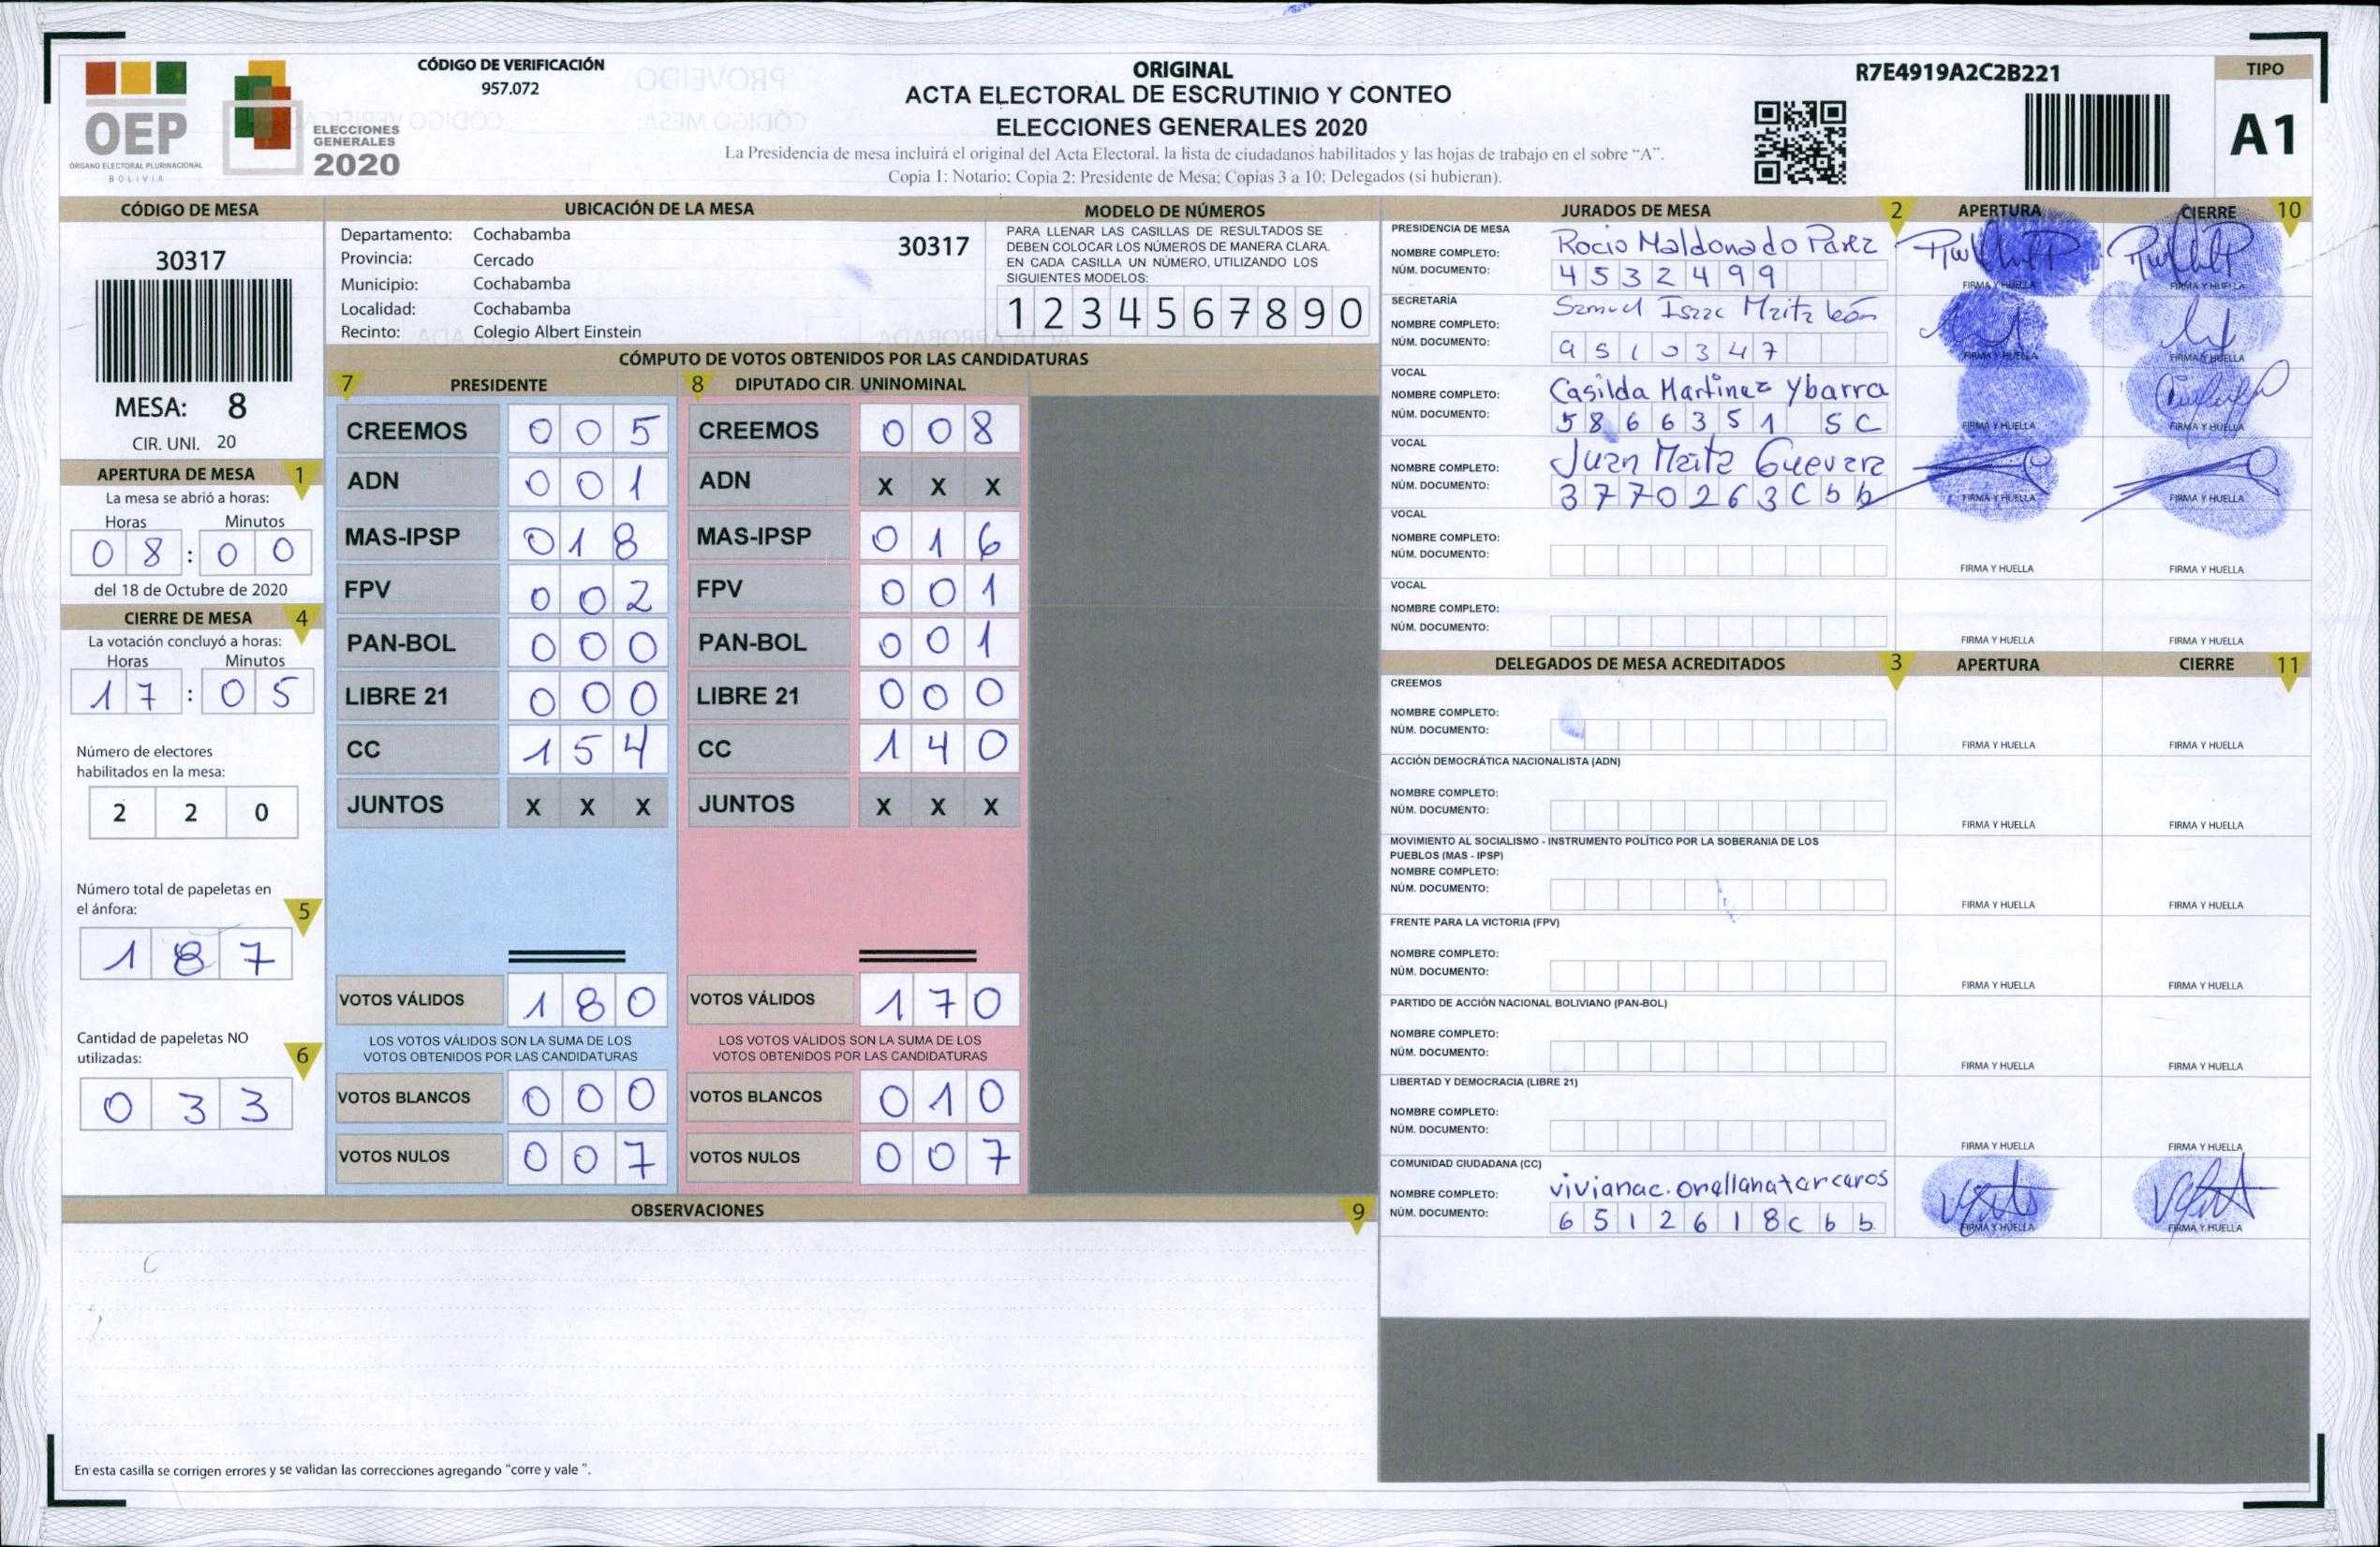 CÓDIGO DE VERIFICACIÓN
957.072
OEP
ÓRGANO ELECTORAL PLURINACIONAL
BOLIVIA
ELECCIONES
GENERALES
2020
ORIGINAL
ACTA ELECTORAL DE ESCRUTINIO Y CONTEO
ELECCIONES GENERALES 2020
La Presidencia de mesa incluirá el original del Acta Electoral, la lista de ciudadanos habilitados y las hojas de trabajo en el sobre "A".
Copia 1: Notario; Copia 2: Presidente de Mesa; Copias 3 a 10: Delegados (si hubieran).
R7E4919A2C2B221
TIPO
A1
CÓDIGO DE MESA
30317
MESA: 8
CIR. UNI. 20
APERTURA DE MESA 1
La mesa se abrió a horas:
Horas Minutos
0 8 : 0 0
del 18 de Octubre de 2020
CIERRE DE MESA 4
La votación concluyó a horas:
Horas Minutos
1 7 : 0 5
Número de electores
habilitados en la mesa:
2 2 0
Número total de papeletas en
el ánfora: 5
1 8 7
Cantidad de papeletas NO
utilizadas: 6
0 3 3
UBICACIÓN DE LA MESA
Departamento: Cochabamba
Provincia: Cercado
Municipio: Cochabamba
Localidad: Cochabamba
Recinto: Colegio Albert Einstein
30317
MODELO DE NÚMEROS
PARA LLENAR LAS CASILLAS DE RESULTADOS SE
DEBEN COLOCAR LOS NÚMEROS DE MANERA CLARA.
EN CADA CASILLA UN NÚMERO, UTILIZANDO LOS
SIGUIENTES MODELOS:
1 2 3 4 5 6 7 8 9 0
CÓMPUTO DE VOTOS OBTENIDOS POR LAS CANDIDATURAS
7 PRESIDENTE 8 DIPUTADO CIR. UNINOMINAL
CREEMOS 0 0 5 CREEMOS 0 0 8
ADN 0 0 1 ADN X X X
MAS-IPSP 0 1 8 MAS-IPSP 0 1 6
FPV 0 0 2 FPV 0 0 1
PAN-BOL 0 0 0 PAN-BOL 0 0 1
LIBRE 21 0 0 0 LIBRE 21 0 0 0
CC 1 5 4 CC 1 4 0
JUNTOS X X X JUNTOS X X X
VOTOS VÁLIDOS 1 8 0 VOTOS VÁLIDOS 1 7 0
LOS VOTOS VÁLIDOS SON LA SUMA DE LOS LOS VOTOS VÁLIDOS SON LA SUMA DE LOS
VOTOS OBTENIDOS POR LAS CANDIDATURAS VOTOS OBTENIDOS POR LAS CANDIDATURAS
VOTOS BLANCOS 0 0 0 VOTOS BLANCOS 0 1 0
VOTOS NULOS 0 0 7 VOTOS NULOS 0 0 7
OBSERVACIONES 9
En esta casilla se corrigen errores y se validan las correcciones agregando "corre y vale ".
JURADOS DE MESA 2 APERTURA CIERRE 10
PRESIDENCIA DE MESA
NOMBRE COMPLETO: Rocio Maldonado Parez
NÚM. DOCUMENTO: 4 5 3 2 4 9 9
FIRMA Y HUELLA FIRMA Y HUELLA
SECRETARÍA
NOMBRE COMPLETO: Samuel Isaac Maita León
NÚM. DOCUMENTO: 9 5 1 0 3 4 7
FIRMA Y HUELLA FIRMA Y HUELLA
VOCAL
NOMBRE COMPLETO: Casilda Martinez Ybarra
NÚM. DOCUMENTO: 5 8 6 6 3 5 1 S C
FIRMA Y HUELLA FIRMA Y HUELLA
VOCAL
NOMBRE COMPLETO: Juan Maita Guevara
NÚM. DOCUMENTO: 3 7 7 0 2 6 3 C b b
FIRMA Y HUELLA FIRMA Y HUELLA
VOCAL
NOMBRE COMPLETO:
NÚM. DOCUMENTO:
FIRMA Y HUELLA FIRMA Y HUELLA
VOCAL
NOMBRE COMPLETO:
NÚM. DOCUMENTO:
FIRMA Y HUELLA FIRMA Y HUELLA
DELEGADOS DE MESA ACREDITADOS 3 APERTURA CIERRE 11
CREEMOS
NOMBRE COMPLETO:
NÚM. DOCUMENTO:
FIRMA Y HUELLA FIRMA Y HUELLA
ACCIÓN DEMOCRÁTICA NACIONALISTA (ADN)
NOMBRE COMPLETO:
NÚM. DOCUMENTO:
FIRMA Y HUELLA FIRMA Y HUELLA
MOVIMIENTO AL SOCIALISMO - INSTRUMENTO POLÍTICO POR LA SOBERANIA DE LOS
PUEBLOS (MAS - IPSP)
NOMBRE COMPLETO:
NÚM. DOCUMENTO:
FIRMA Y HUELLA FIRMA Y HUELLA
FRENTE PARA LA VICTORIA (FPV)
NOMBRE COMPLETO:
NÚM. DOCUMENTO:
FIRMA Y HUELLA FIRMA Y HUELLA
PARTIDO DE ACCIÓN NACIONAL BOLIVIANO (PAN-BOL)
NOMBRE COMPLETO:
NÚM. DOCUMENTO:
FIRMA Y HUELLA FIRMA Y HUELLA
LIBERTAD Y DEMOCRACIA (LIBRE 21)
NOMBRE COMPLETO:
NÚM. DOCUMENTO:
FIRMA Y HUELLA FIRMA Y HUELLA
COMUNIDAD CIUDADANA (CC)
NOMBRE COMPLETO: vivianac.orellanatarcaros
NÚM. DOCUMENTO: 6 5 1 2 6 1 8 c b b
FIRMA Y HUELLA FIRMA Y HUELLA